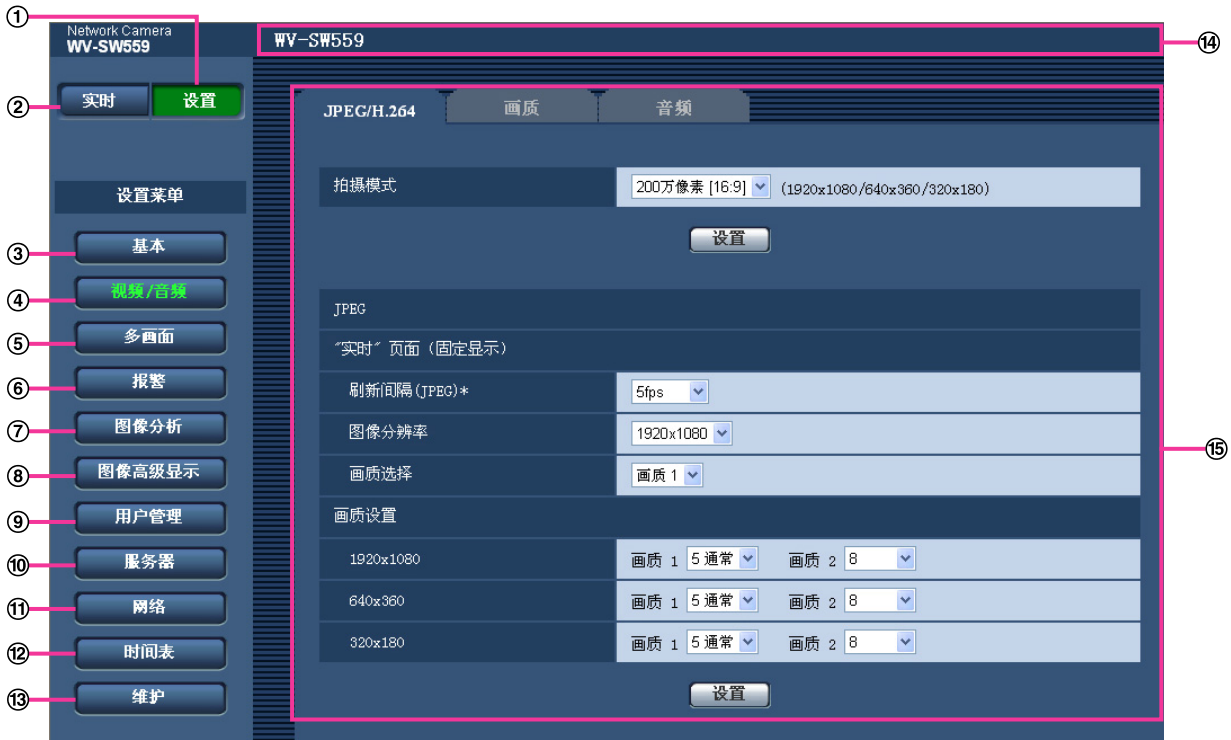 ①
Network Camera
WV-SW559
WV-SW559
⑭
② 实时 设置
JPEG/H.264 画质 音频
设置菜单
拍摄模式 200万像素 [16:9] (1920x1080/640x360/320x180)
设置
③ 基本
④ 视频/音频
⑤ 多画面
⑥ 报警
⑦ 图像分析
⑧ 图像高级显示
⑨ 用户管理
⑩ 服务器
⑪ 网络
⑫ 时间表
⑬ 维护
JPEG
"实时" 页面（固定显示）
刷新间隔(JPEG)* 5fps
图像分辨率 1920x1080
画质选择 画质 1
⑮
画质设置
1920x1080 画质 1 5 通常 画质 2 8
640x360 画质 1 5 通常 画质 2 8
320x180 画质 1 5 通常 画质 2 8
设置